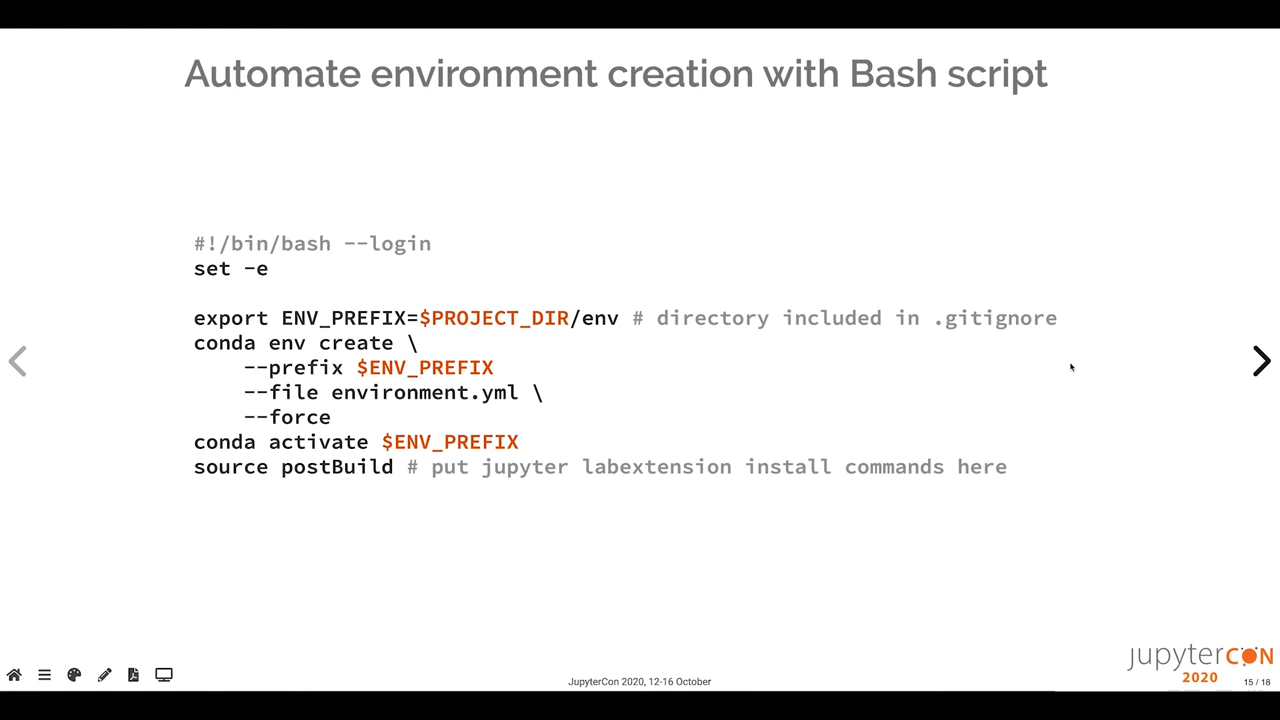 Automate environment creation with Bash script
#!/bin/bash --login
set -e
export ENV_PREFIX=$PROJECT_DIR/env # directory included in .gitignore
conda env create \
--prefix $ENV_PREFIX
--file environment.yml \
--force
conda activate $ENV_PREFIX
source postBuild # put jupyter labextension install commands here
JupyterCon 2020, 12-16 October
jupyterCON
2020
15 / 18